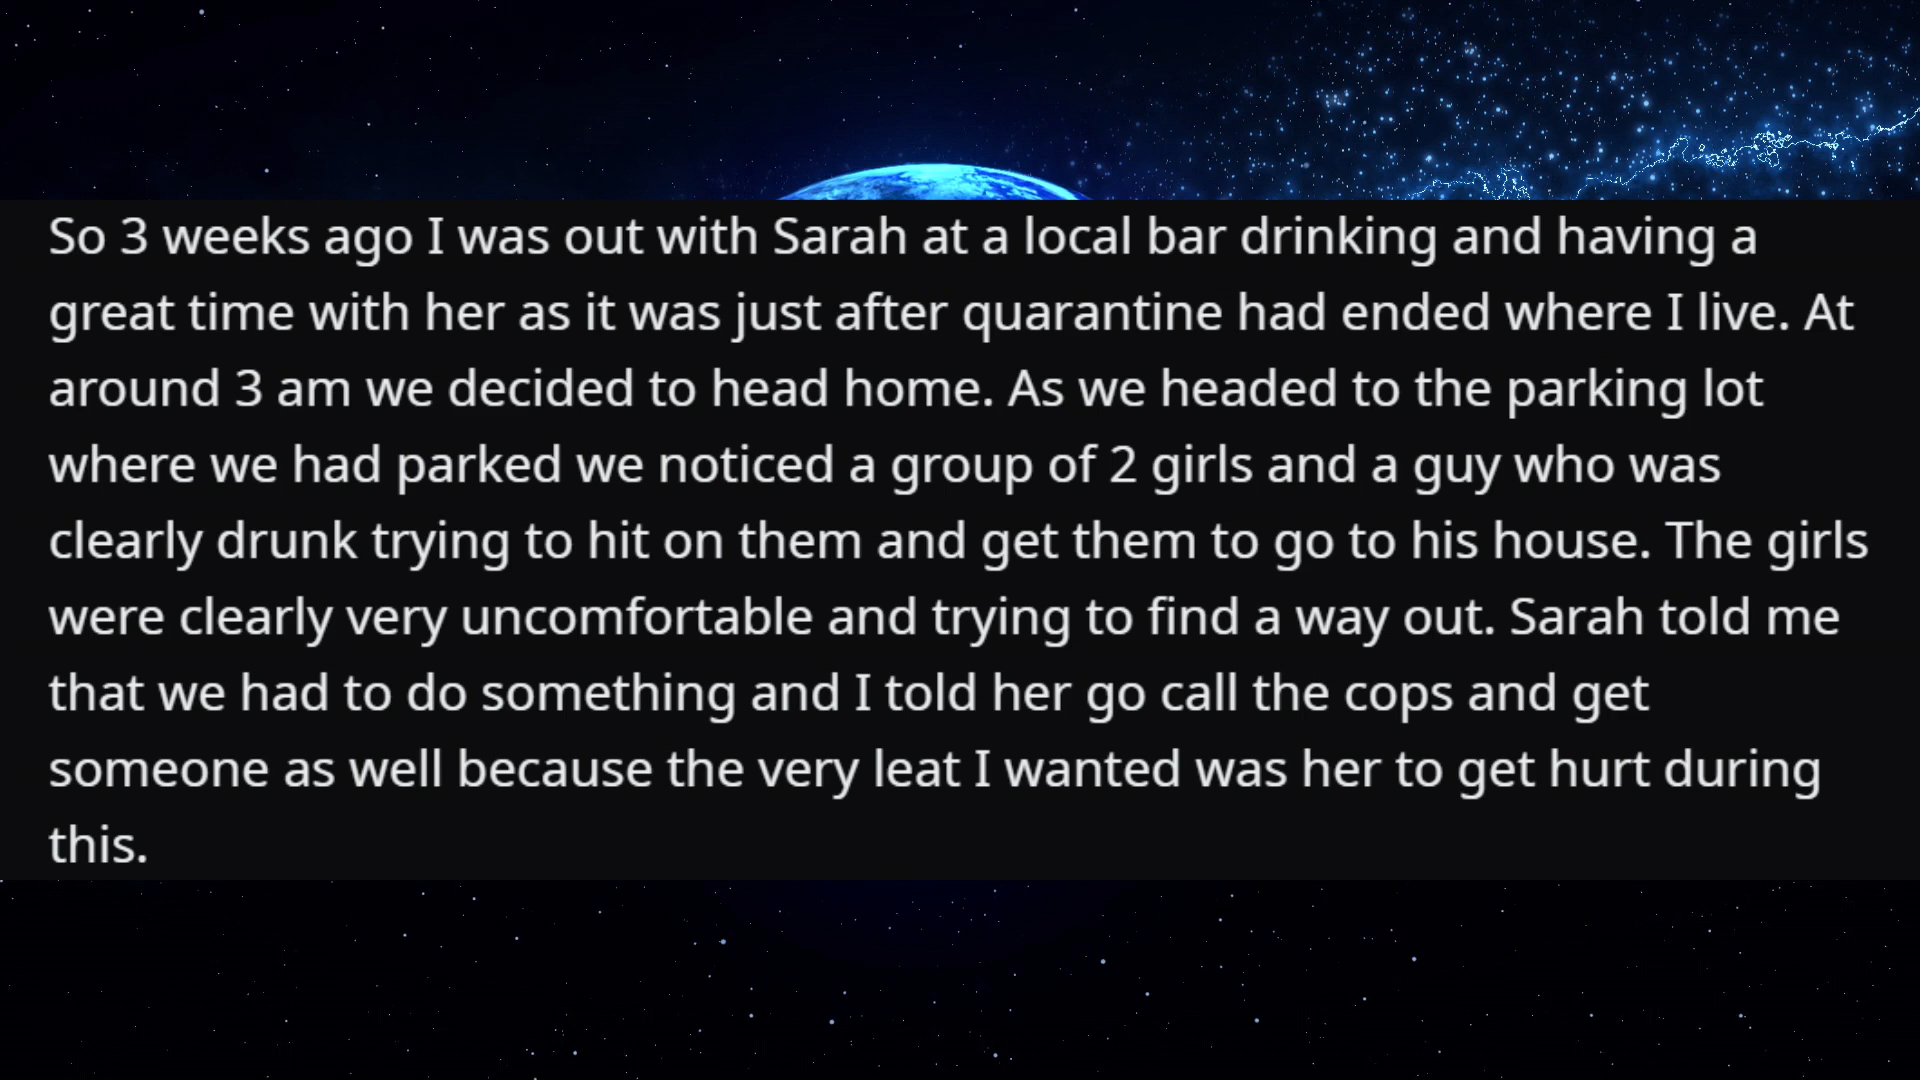 So 3 weeks ago I was out with Sarah at a local bar drinking and having a
great time with her as it was just after quarantine had ended where I live. At
around 3 am we decided to head home. As we headed to the parking lot
where we had parked we noticed a group of 2 girls and a guy who was
clearly drunk trying to hit on them and get them to go to his house. The girls
were clearly very uncomfortable and trying to find a way out. Sarah told me
that we had to do something and I told her go call the cops and get
someone as well because the very leat I wanted was her to get hurt during
this.